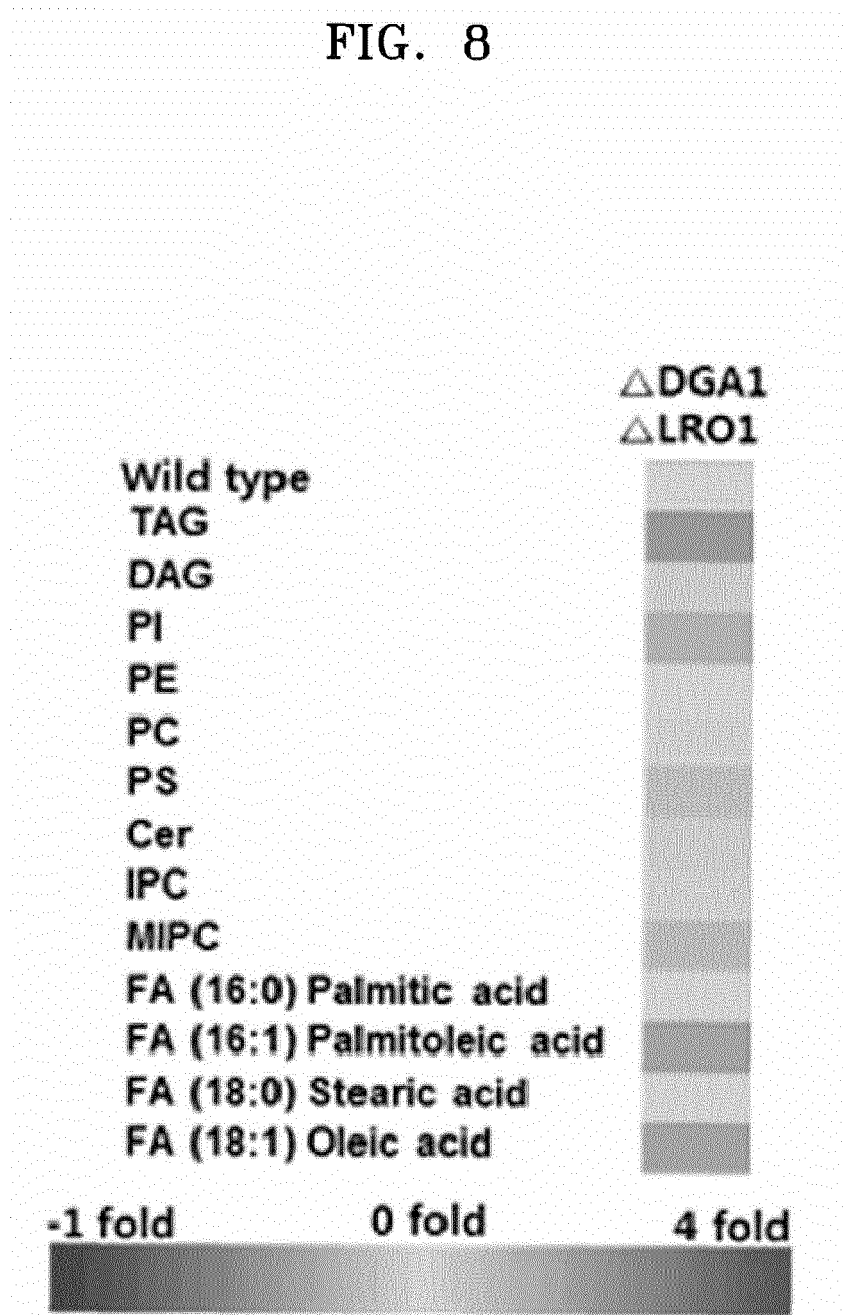 FIG. 8
△DGA1
△LRO1
Wild type
TAG
DAG
PI
PE
PC
PS
Cer
IPC
MIPC
FA (16:0) Palmitic acid
FA (16:1) Palmitoleic acid
FA (18:0) Stearic acid
FA (18:1) Oleic acid
-1 fold 0 fold 4 fold